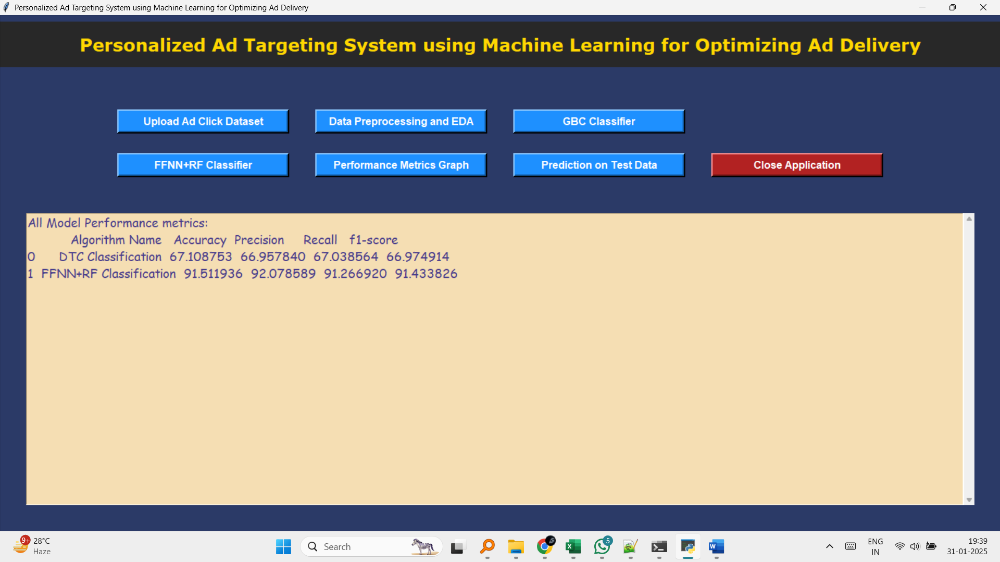 Personalized Ad Targeting System using Machine Learning for Optimizing Ad Delivery
Personalized Ad Targeting System using Machine Learning for Optimizing Ad Delivery
Upload Ad Click Dataset
Data Preprocessing and EDA
GBC Classifier
FFNN+RF Classifier
Performance Metrics Graph
Prediction on Test Data
Close Application
All Model Performance metrics:
Algorithm Name Accuracy Precision Recall f1-score
0 DTC Classification 67.108753 66.957840 67.038564 66.974914
1 FFNN+RF Classification 91.511936 92.078589 91.266920 91.433826
9+
28°C
Haze
Search
5
ENG
IN
19:39
31-01-2025